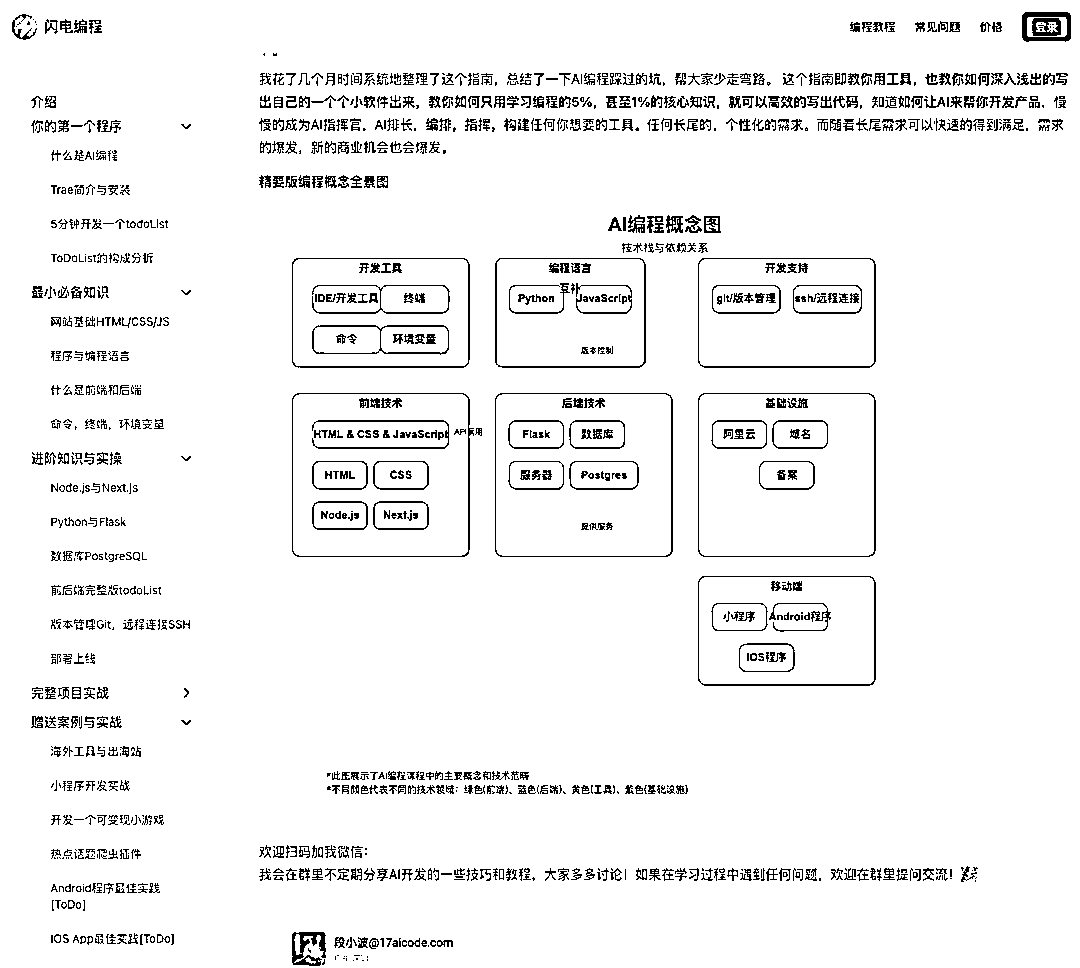 闪电编程
编程教程
常见问题
价格
登录
介绍
你的第一个程序
什么是AI编程
Trae简介与安装
5分钟开发一个todoList
ToDoList的构成分析
最小必备知识
网站基础HTML/CSS/JS
程序与编程语言
什么是前端和后端
命令，终端，环境变量
进阶知识与实操
Node.js与Next.js
Python与Flask
数据库PostgreSQL
前后端完整版todoList
版本管理Git，远程连接SSH
部署上线
完整项目实战
赠送案例与实战
海外工具与出海站
小程序开发实战
开发一个可变现小游戏
热点话题爬虫插件
Android程序最佳实践
[ToDo]
IOS App最佳实践[ToDo]
我花了几个月时间系统地整理了这个指南，总结了一下AI编程踩过的坑，帮大家少走弯路。 这个指南即教你用工具，也教你如何深入浅出的写
出自己的一个个小软件出来，教你如何只用学习编程的5%，甚至1%的核心知识，就可以高效的写出代码，知道如何让AI来帮你开发产品，慢
慢的成为AI指挥官，AI排长，编排，指挥，构建任何你想要的工具。任何长尾的，个性化的需求。而随着长尾需求可以快速的得到满足，需求
的爆发，新的商业机会也会爆发。
精要版编程概念全景图
AI编程概念图
技术栈与依赖关系
开发工具
IDE/开发工具
终端
命令
环境变量
编程语言
互补
Python
JavaScript
版本控制
开发支持
git/版本管理
ssh/远程连接
前端技术
HTML & CSS & JavaScript
API调用
HTML
CSS
Node.js
Next.js
后端技术
Flask
数据库
服务器
Postgres
提供服务
基础设施
阿里云
域名
备案
移动端
小程序
Android程序
IOS程序
*此图展示了AI编程课程中的主要概念和技术范畴
*不同颜色代表不同的技术领域：绿色(前端)、蓝色(后端)、黄色(工具)、紫色(基础设施)
欢迎扫码加我微信：
我会在群里不定期分享AI开发的一些技巧和教程，大家多多讨论！如果在学习过程中遇到任何问题，欢迎在群里提问交流！
段小波@17aicode.com